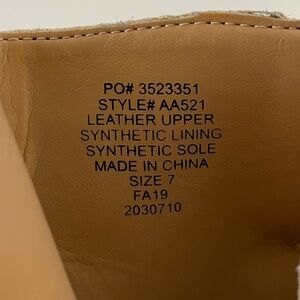 PO# 3523351
STYLE# AA521
LEATHER UPPER
SYNTHETIC LINING
SYNTHETIC SOLE
MADE IN CHINA
SIZE 7
FA19
2030710